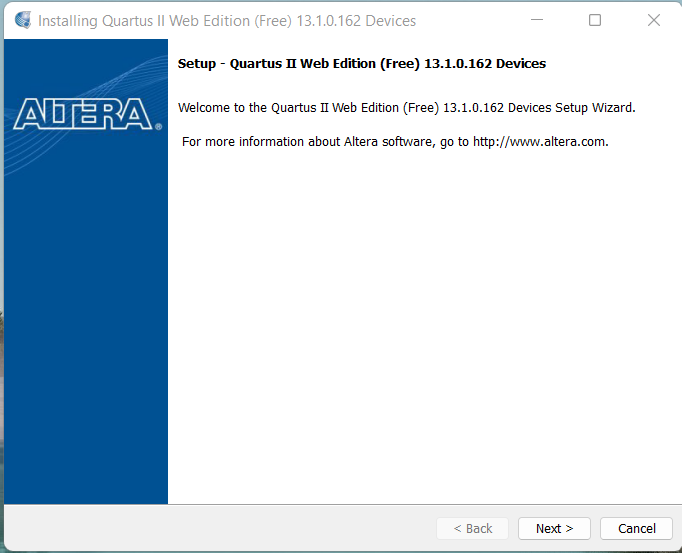 Installing Quartus II Web Edition (Free) 13.1.0.162 Devices
ALTERA®
Setup - Quartus II Web Edition (Free) 13.1.0.162 Devices
Welcome to the Quartus II Web Edition (Free) 13.1.0.162 Devices Setup Wizard.
For more information about Altera software, go to http://www.altera.com.
< Back
Next >
Cancel